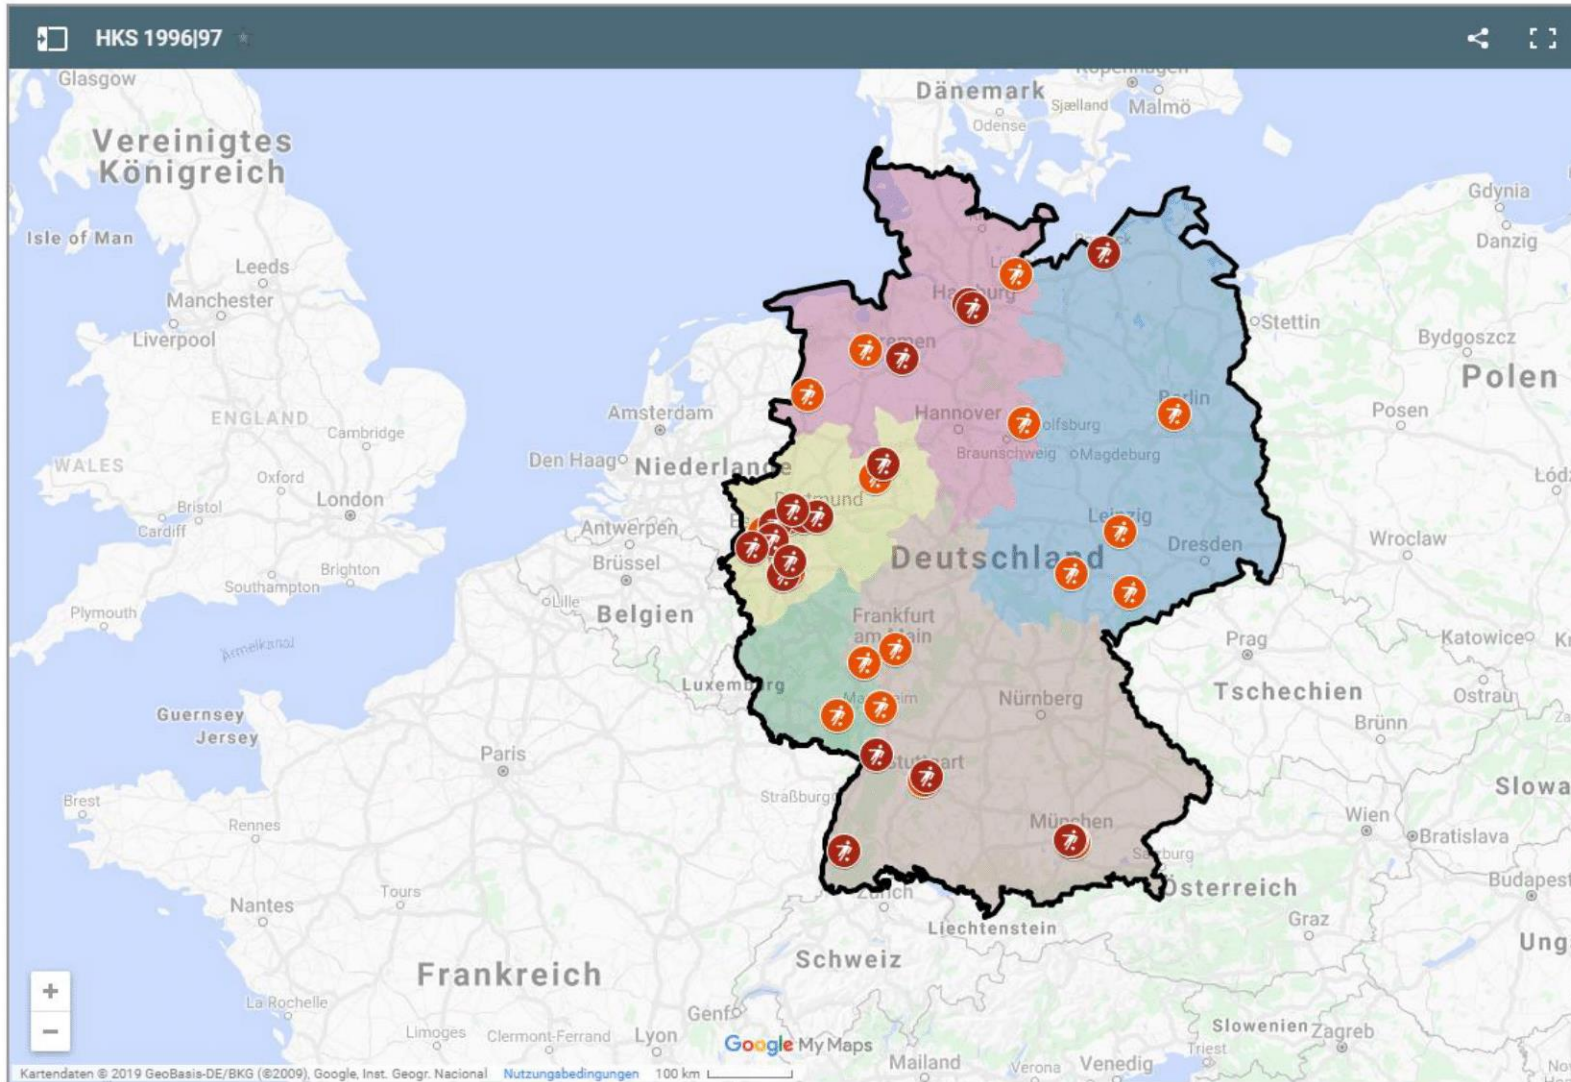 HKS 1996|97
Glasgow
Vereinigtes
Königreich
Isle of Man
Leeds
Manchester
Liverpool
ENGLAND
Cambridge
WALES
Oxford
London
Bristol
Cardiff
Southampton
Brighton
Plymouth
Ärmelkanal
Guernsey
Jersey
Dänemark
Odense
Sjælland
Kopenhagen
Malmö
Gdynia
Danzig
Stettin
Bydgoszcz
Polen
Posen
Łódź
Wroclaw
Amsterdam
Den Haag
Niederlande
Antwerpen
Brüssel
Belgien
Lille
Luxemburg
Hamburg
Hannover
Braunschweig
Magdeburg
Berlin
Dortmund
Leipzig
Dresden
Deutschland
Frankfurt
am Main
Nürnberg
Stuttgart
München
Straßburg
Prag
Tschechien
Katowice
Ostrau
Brünn
Slowa
Wien
Bratislava
Salzburg
Österreich
Budapest
Graz
Ung
Zürich
Liechtenstein
Schweiz
Genf
Paris
Brest
Rennes
Nantes
Tours
Frankreich
La Rochelle
Limoges
Clermont-Ferrand
Lyon
Mailand
Verona
Venedig
Triest
Slowenien
Zagreb
Google My Maps
Kartendaten © 2019 GeoBasis-DE/BKG (©2009), Google, Inst. Geogr. Nacional
Nutzungsbedingungen
100 km